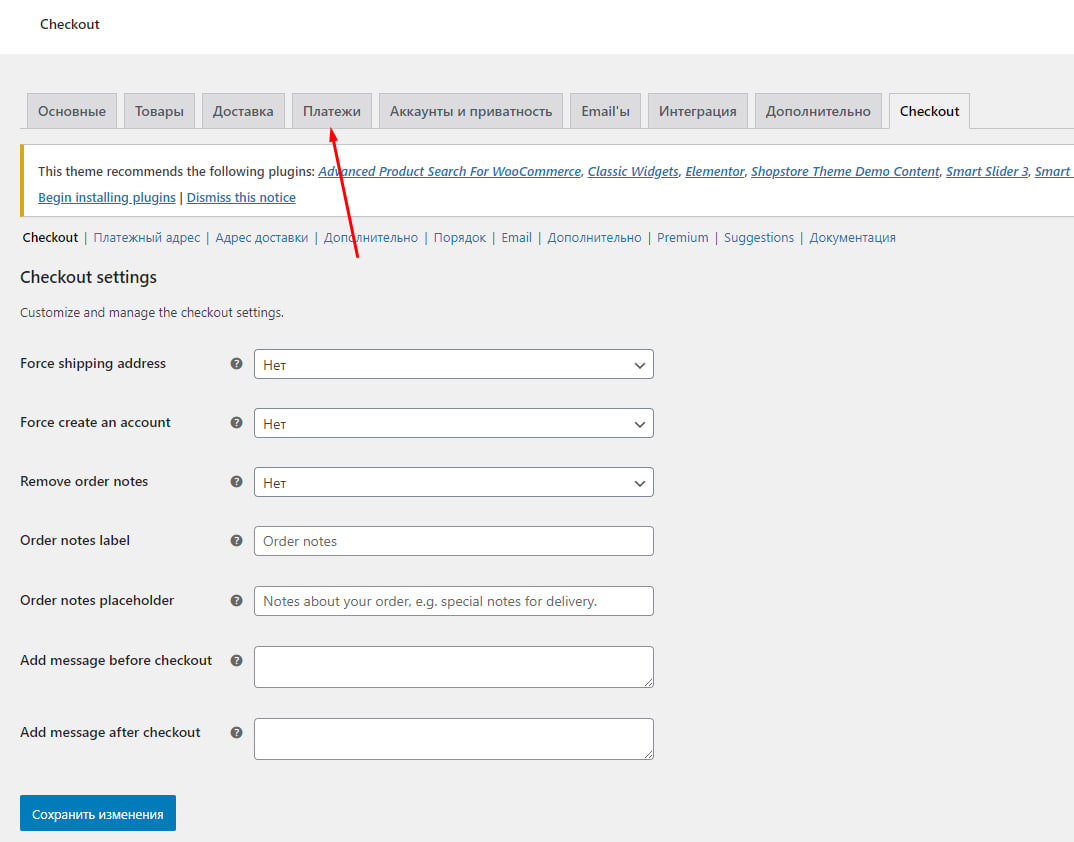 Checkout
Основные Товары Доставка Платежи Аккаунты и приватность Email'ы Интеграция Дополнительно Checkout
This theme recommends the following plugins: Advanced Product Search For WooCommerce, Classic Widgets, Elementor, Shopstore Theme Demo Content, Smart Slider 3, Smart
Begin installing plugins | Dismiss this notice
Checkout | Платежный адрес | Адрес доставки | Дополнительно | Порядок | Email | Дополнительно | Premium | Suggestions | Документация
Checkout settings
Customize and manage the checkout settings.
Force shipping address ? Нет
Force create an account ? Нет
Remove order notes ? Нет
Order notes label ? Order notes
Order notes placeholder ? Notes about your order, e.g. special notes for delivery.
Add message before checkout ?
Add message after checkout ?
Сохранить изменения